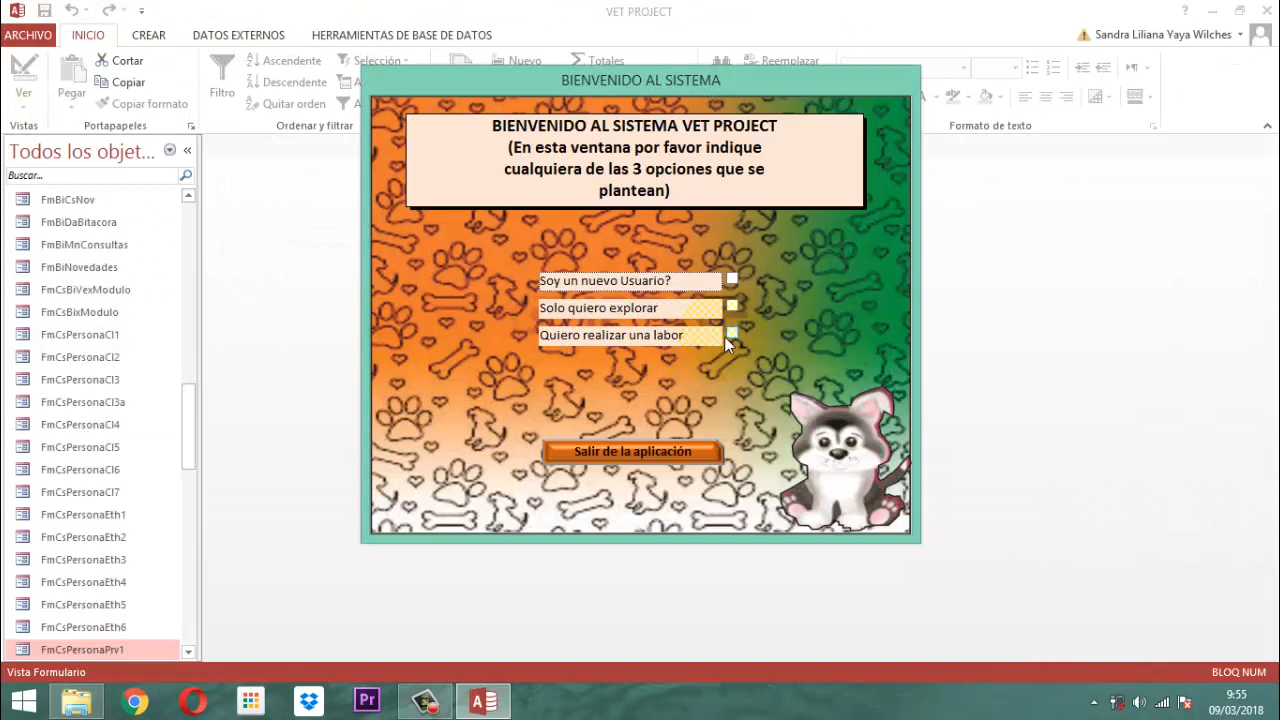 VET PROJECT
?
ARCHIVO INICIO CREAR DATOS EXTERNOS HERRAMIENTAS DE BASE DE DATOS
Sandra Liliana Yaya Wilches
Ver
Vistas
Pegar
Cortar
Copiar
Copiar formato
Portapapeles
Filtro
Ascendente
Descendente
Quitar orden
Selección
Ordenar y filtrar
Nuevo
Totales
Reemplazar
Formato de texto
Todos los objet...
Buscar...
FmBiCsNov
FmBiDaBitacora
FmBiMnConsultas
FmBiNovedades
FmCsBiVexModulo
FmCsBixModulo
FmCsPersonaCl1
FmCsPersonaCl2
FmCsPersonaCl3
FmCsPersonaCl3a
FmCsPersonaCl4
FmCsPersonaCl5
FmCsPersonaCl6
FmCsPersonaCl7
FmCsPersonaEth1
FmCsPersonaEth2
FmCsPersonaEth3
FmCsPersonaEth4
FmCsPersonaEth5
FmCsPersonaEth6
FmCsPersonaPrv1
BIENVENIDO AL SISTEMA
BIENVENIDO AL SISTEMA VET PROJECT
(En esta ventana por favor indique
cualquiera de las 3 opciones que se
plantean)
Soy un nuevo Usuario?
Solo quiero explorar
Quiero realizar una labor
Salir de la aplicación
Vista Formulario
BLOQ NUM
Pr
9:55
09/03/2018